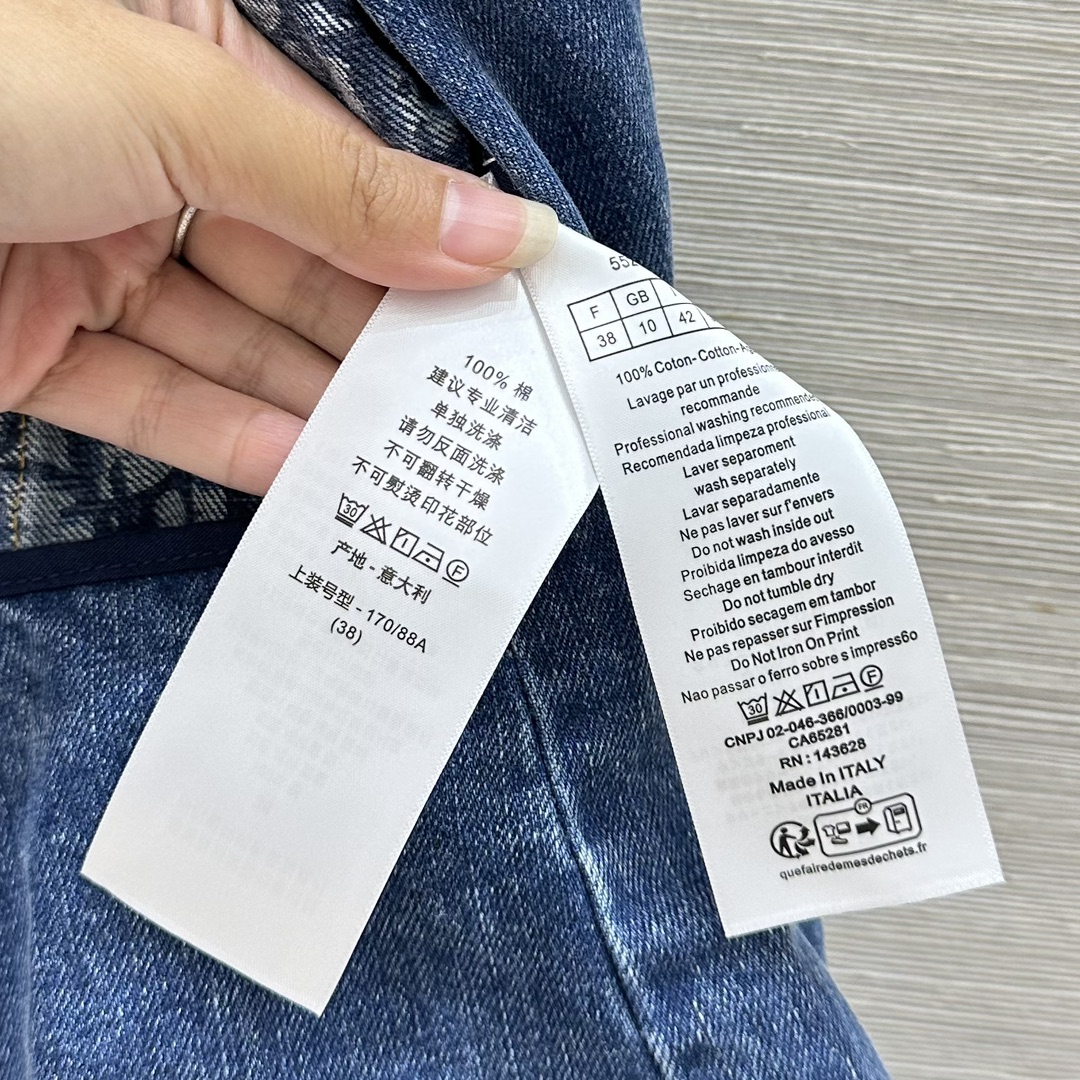 100% 棉
建议专业清洁
单独洗涤
请勿反面洗涤
不可翻转干燥
不可熨烫印花部位
30
产地 - 意大利
上装号型 - 170/88A
(38)
F GB
38 10 42
100% Coton-Cotton-
Lavage par un
recommande
Professional washing recommended
Recomendada limpeza professional
Laver separoment
wash separately
Lavar separadamente
Ne pas laver sur f'envers
Do not wash inside out
Proibida limpeza do avesso
Sechage en tambour interdit
Do not tumble dry
Proibido secagem em tambor
Ne pas repasser sur Fimpression
Do Not Iron On Print
Nao passar o ferro sobre s impress6o
30
CNPJ 02-046-366/0003-99
CA65281
RN : 143628
Made In ITALY
ITALIA
FR
quefairedemesdechets.fr